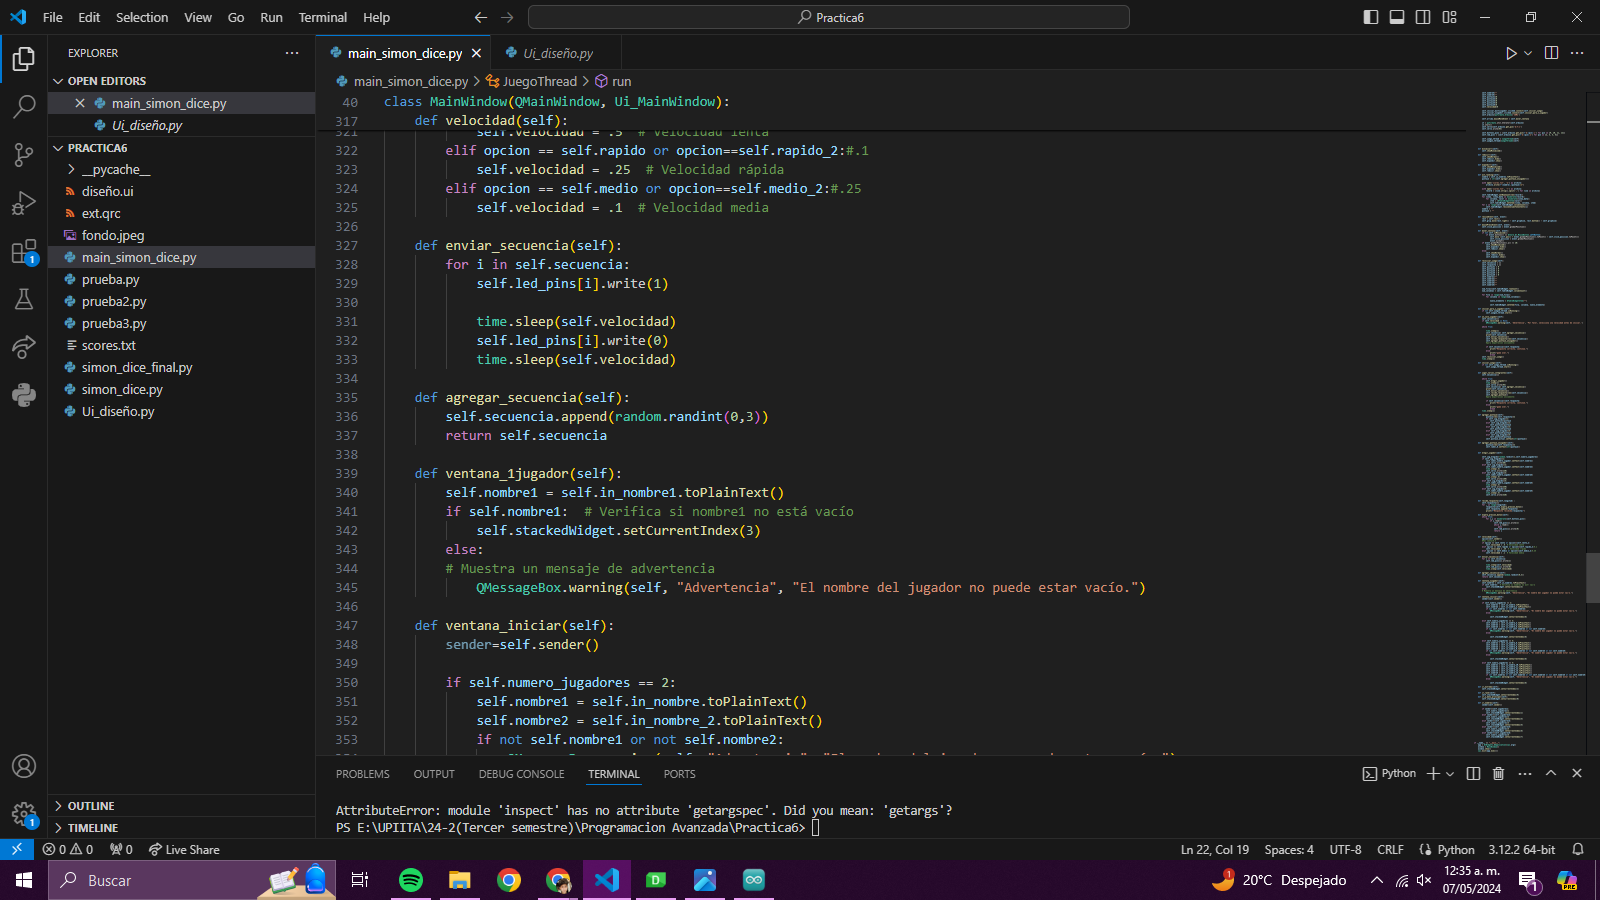 File Edit Selection View Go Run Terminal Help
Practica6
EXPLORER
main_simon_dice.py
Ui_diseño.py
OPEN EDITORS
main_simon_dice.py
Ui_diseño.py
PRACTICA6
__pycache__
diseño.ui
ext.qrc
fondo.jpeg
main_simon_dice.py
prueba.py
prueba2.py
prueba3.py
scores.txt
simon_dice_final.py
simon_dice.py
Ui_diseño.py
OUTLINE
TIMELINE
main_simon_dice.py > JuegoThread > run
40 class MainWindow(QMainWindow, Ui_MainWindow):
317 def velocidad(self):
321 self.velocidad = .5 # Velocidad lenta
322 elif opcion == self.rapido or opcion==self.rapido_2:#.1
323 self.velocidad = .25 # Velocidad rápida
324 elif opcion == self.medio or opcion==self.medio_2:#.25
325 self.velocidad = .1 # Velocidad media
326
327 def enviar_secuencia(self):
328 for i in self.secuencia:
329 self.led_pins[i].write(1)
330
331 time.sleep(self.velocidad)
332 self.led_pins[i].write(0)
333 time.sleep(self.velocidad)
334
335 def agregar_secuencia(self):
336 self.secuencia.append(random.randint(0,3))
337 return self.secuencia
338
339 def ventana_1jugador(self):
340 self.nombre1 = self.in_nombre1.toPlainText()
341 if self.nombre1: # Verifica si nombre1 no está vacío
342 self.stackedWidget.setCurrentIndex(3)
343 else:
344 # Muestra un mensaje de advertencia
345 QMessageBox.warning(self, "Advertencia", "El nombre del jugador no puede estar vacío.")
346
347 def ventana_iniciar(self):
348 sender=self.sender()
349
350 if self.numero_jugadores == 2:
351 self.nombre1 = self.in_nombre.toPlainText()
352 self.nombre2 = self.in_nombre_2.toPlainText()
353 if not self.nombre1 or not self.nombre2:
PROBLEMS OUTPUT DEBUG CONSOLE TERMINAL PORTS
Python
AttributeError: module 'inspect' has no attribute 'getargspec'. Did you mean: 'getargs'?
PS E:\UPIITA\24-2(Tercer semestre)\Programacion Avanzada\Practica6>
0 0 0 Live Share Ln 22, Col 19 Spaces: 4 UTF-8 CRLF Python 3.12.2 64-bit
Buscar
20°C Despejado
12:35 a. m.
07/05/2024